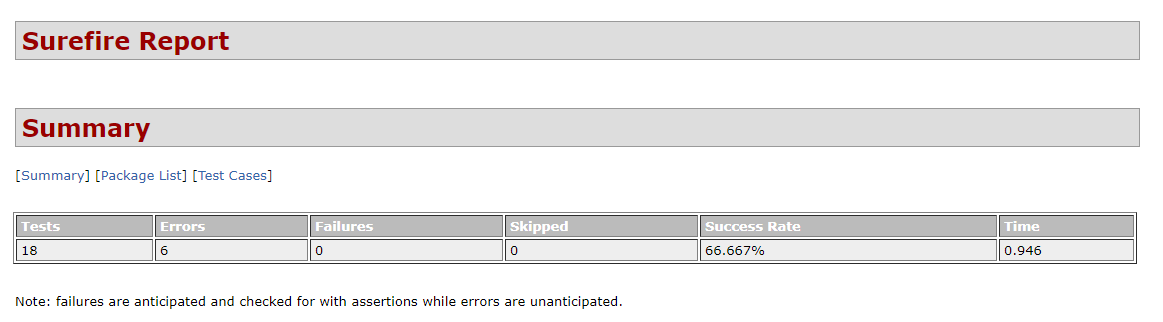 Surefire Report
Summary
[Summary] [Package List] [Test Cases]
Tests Errors Failures Skipped Success Rate Time
18 6 0 0 66.667% 0.946
Note: failures are anticipated and checked for with assertions while errors are unanticipated.